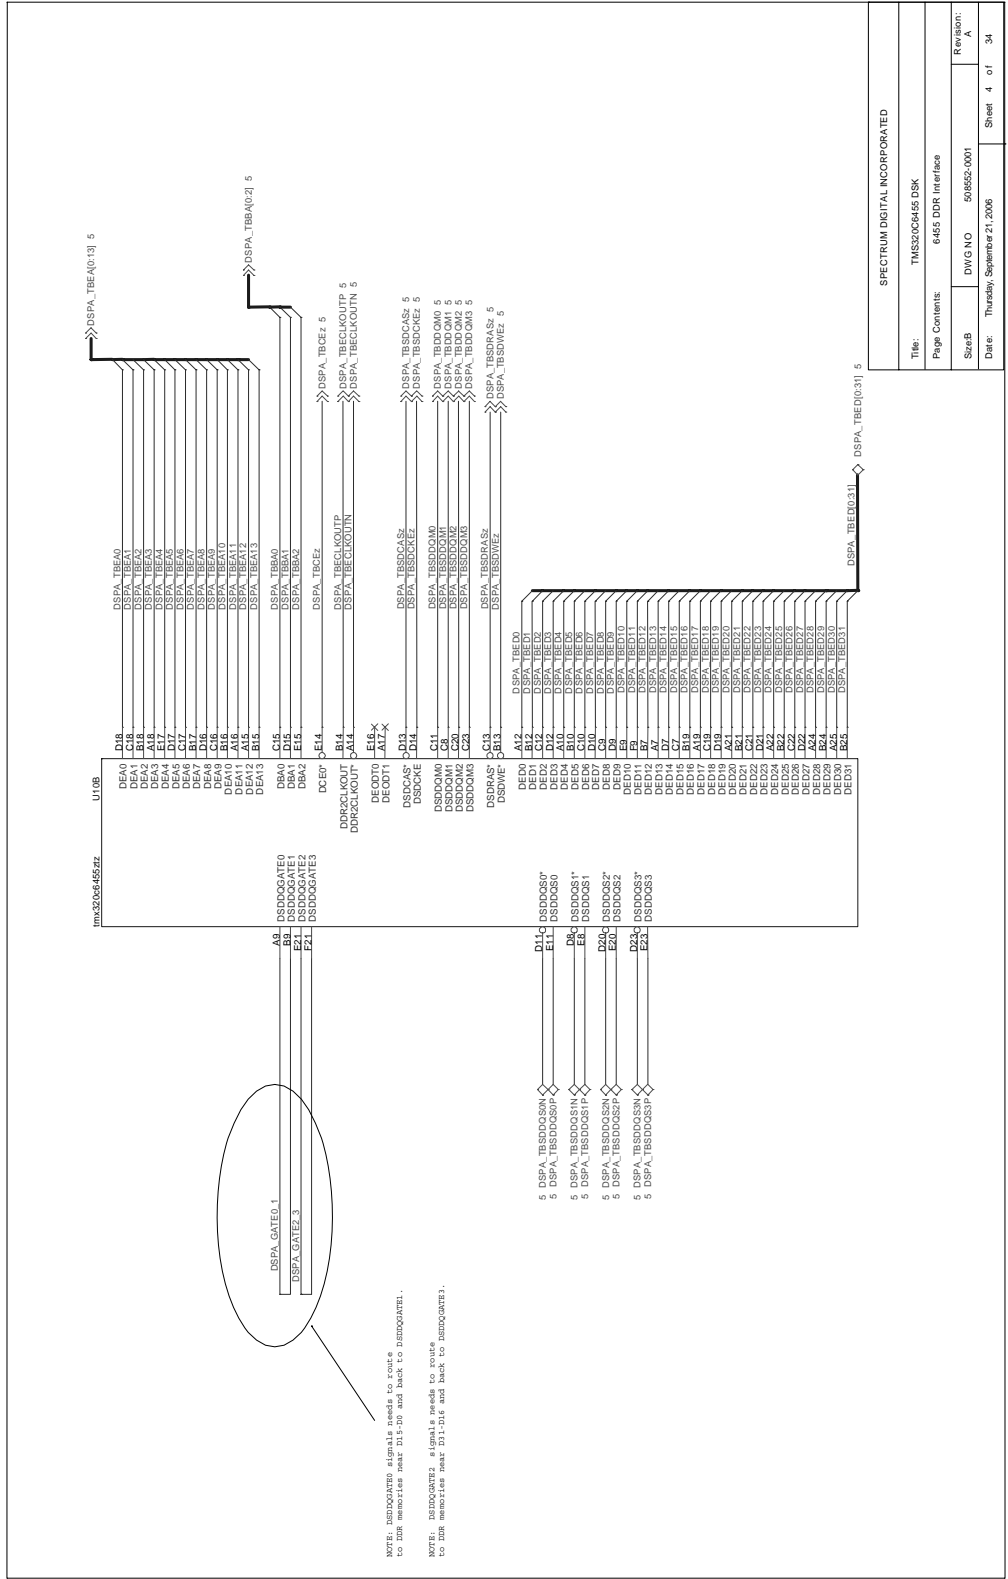 tmx320c6455ztz
U10B
DSPA_GATE0_1
DSPA_GATE2_3
A9 DSDDQGATE0
B9 DSDDQGATE1
E21 DSDDQGATE2
F21 DSDDQGATE3
5 DSPA_TBSDDQS0N D11 DSDDQS0*
5 DSPA_TBSDDQS0P E11 DSDDQS0
5 DSPA_TBSDDQS1N D8 DSDDQS1*
5 DSPA_TBSDDQS1P E8 DSDDQS1
5 DSPA_TBSDDQS2N D20 DSDDQS2*
5 DSPA_TBSDDQS2P E20 DSDDQS2
5 DSPA_TBSDDQS3N D23 DSDDQS3*
5 DSPA_TBSDDQS3P E23 DSDDQS3
DEA0 D18 DSPA_TBEA0
DEA1 C18 DSPA_TBEA1
DEA2 B18 DSPA_TBEA2
DEA3 A18 DSPA_TBEA3
DEA4 E17 DSPA_TBEA4
DEA5 D17 DSPA_TBEA5
DEA6 C17 DSPA_TBEA6
DEA7 B17 DSPA_TBEA7
DEA8 D16 DSPA_TBEA8
DEA9 C16 DSPA_TBEA9
DEA10 B16 DSPA_TBEA10
DEA11 A16 DSPA_TBEA11
DEA12 A15 DSPA_TBEA12
DEA13 B15 DSPA_TBEA13
DSPA_TBEA[0:13] 5
DBA0 C15 DSPA_TBBA0
DBA1 D15 DSPA_TBBA1
DBA2 E15 DSPA_TBBA2
DSPA_TBBA[0:2] 5
DCE0* E14 DSPA_TBCEz DSPA_TBCEz 5
DDR2CLKOUT B14 DSPA_TBECLKOUTP DSPA_TBECLKOUTP 5
DDR2CLKOUT* A14 DSPA_TBECLKOUTN DSPA_TBECLKOUTN 5
DEODT0 E16
DEODT1 A17
DSDCAS* D13 DSPA_TBSDCASz DSPA_TBSDCASz 5
DSDCKE D14 DSPA_TBSDCKEz DSPA_TBSDCKEz 5
DSDDQM0 C11 DSPA_TBSDDQM0 DSPA_TBDDQM0 5
DSDDQM1 C8 DSPA_TBSDDQM1 DSPA_TBDDQM1 5
DSDDQM2 C20 DSPA_TBSDDQM2 DSPA_TBDDQM2 5
DSDDQM3 C23 DSPA_TBSDDQM3 DSPA_TBDDQM3 5
DSDRAS* C13 DSPA_TBSDRASz DSPA_TBSDRASz 5
DSDWE* B13 DSPA_TBSDWEz DSPA_TBSDWEz 5
DED0 A12 DSPA_TBED0
DED1 B12 DSPA_TBED1
DED2 C12 DSPA_TBED2
DED3 D12 DSPA_TBED3
DED4 A10 DSPA_TBED4
DED5 B10 DSPA_TBED5
DED6 C10 DSPA_TBED6
DED7 D10 DSPA_TBED7
DED8 C9 DSPA_TBED8
DED9 D9 DSPA_TBED9
DED10 E9 DSPA_TBED10
DED11 F9 DSPA_TBED11
DED12 B7 DSPA_TBED12
DED13 A7 DSPA_TBED13
DED14 D7 DSPA_TBED14
DED15 C7 DSPA_TBED15
DED16 B19 DSPA_TBED16
DED17 A19 DSPA_TBED17
DED18 C19 DSPA_TBED18
DED19 D19 DSPA_TBED19
DED20 A21 DSPA_TBED20
DED21 B21 DSPA_TBED21
DED22 C21 DSPA_TBED22
DED23 D21 DSPA_TBED23
DED24 A22 DSPA_TBED24
DED25 B22 DSPA_TBED25
DED26 C22 DSPA_TBED26
DED27 D22 DSPA_TBED27
DED28 A24 DSPA_TBED28
DED29 B24 DSPA_TBED29
DED30 A25 DSPA_TBED30
DED31 B25 DSPA_TBED31
DSPA_TBED[0:31] DSPA_TBED[0:31] 5
NOTE: DSDDQGATE0 signals needs to route
to DDR memories near D15-D0 and back to DSDDQGATE1.
NOTE: DSDDQGATE2 signals needs to route
to DDR memories near D31-D16 and back to DSDDQGATE3.
SPECTRUM DIGITAL INCORPORATED
Title: TMS320C6455 DSK
Page Contents: 6455 DDR Interface
Size:B DWG NO 508552-0001 Revision: A
Date: Thursday, September 21, 2006 Sheet 4 of 34